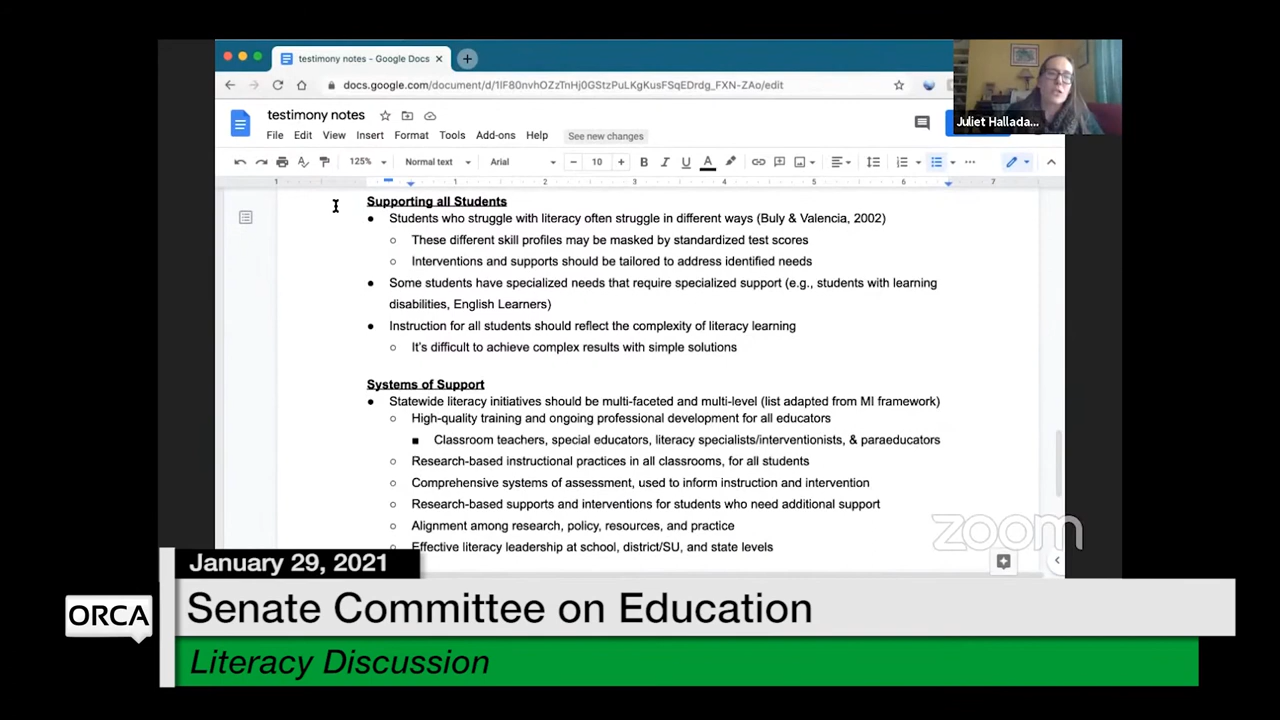 testimony notes - Google Docs
docs.google.com/document/d/1lF80nvhOZzTnHj0GStzPuLKgKusFSqEDrdg_FXN-ZAo/edit
Juliet Hallada...
testimony notes
File Edit View Insert Format Tools Add-ons Help See new changes
125% Normal text Arial 10 B I U A
1 1 2 3 4 5 6 7
Supporting all Students
● Students who struggle with literacy often struggle in different ways (Buly & Valencia, 2002)
○ These different skill profiles may be masked by standardized test scores
○ Interventions and supports should be tailored to address identified needs
● Some students have specialized needs that require specialized support (e.g., students with learning
disabilities, English Learners)
● Instruction for all students should reflect the complexity of literacy learning
○ It's difficult to achieve complex results with simple solutions
Systems of Support
● Statewide literacy initiatives should be multi-faceted and multi-level (list adapted from MI framework)
○ High-quality training and ongoing professional development for all educators
■ Classroom teachers, special educators, literacy specialists/interventionists, & paraeducators
○ Research-based instructional practices in all classrooms, for all students
○ Comprehensive systems of assessment, used to inform instruction and intervention
○ Research-based supports and interventions for students who need additional support
○ Alignment among research, policy, resources, and practice
○ Effective literacy leadership at school, district/SU, and state levels
zoom
January 29, 2021
ORCA
Senate Committee on Education
Literacy Discussion